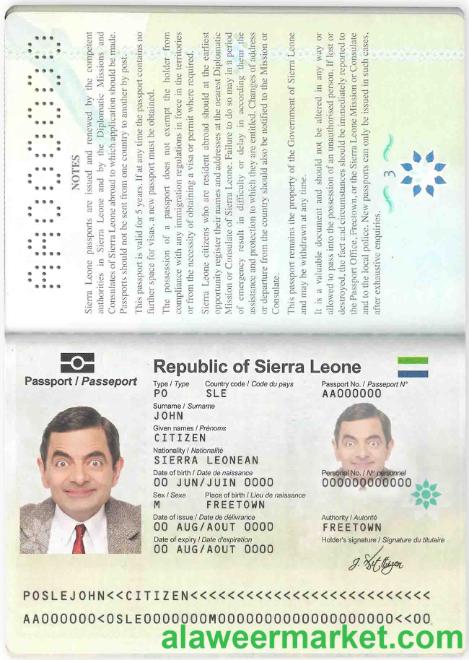 AA000000
NOTES
Sierra Leone passports are issued and renewed by the competent
authorities in Sierra Leone and by the Diplomatic Missions and
Consulates of Sierra Leone abroad to which application should be made.
Passports should not be sent from one country to another by post.
This passport is valid for 5 years. If at any time the passport contains no
further space for visas, a new passport must be obtained.
The possession of a passport does not exempt the holder from
compliance with any immigration regulations in force in the territories
or from the necessity of obtaining a visa or permit where required.
Sierra Leone citizens who are resident abroad should at the earliest
opportunity register their names and addresses at the nearest Diplomatic
Mission or Consulate of Sierra Leone. Failure to do so may in a period
of emergency result in difficulty or delay in according them the
assistance and protection to which they are entitled. Changes of address
or departure from the country should also be notified to the Mission or
Consulate.
This passport remains the property of the Government of Sierra Leone
and may be withdrawn at any time.
It is a valuable document and should not be altered in any way or
allowed to pass into the possession of an unauthorised person. If lost or
destroyed, the fact and circumstances should be immediately reported to
the Passport Office, Freetown, or the Sierra Leone Mission or Consulate
and to the local police. New passports can only be issued in such cases,
after exhaustive enquiries.
3
Passport / Passeport
Republic of Sierra Leone
Type / Type Country code / Code du pays Passport No. / Passeport N°
PO SLE AA000000
Surname / Surname
JOHN
Given names / Prénoms
CITIZEN
Nationality / Nationalité
SIERRA LEONEAN
Date of birth / Date de naissance Personal No. / N° personnel
00 JUN/JUIN 0000 000000000000
Sex / Sexe Place of birth / Lieu de naissance
M FREETOWN
Date of issue / Date de délivrance Authority / Autorité
00 AUG/AOUT 0000 FREETOWN
Date of expiry / Date d'expiration Holder's signature / Signature du titulaire
00 AUG/AOUT 0000
POSLEJOHN<<CITIZEN<<<<<<<<<<<<<<<<<<<<<<<<<<
AA000000<0SLE0000000M00000000000000000000<<00
alaweermarket.com